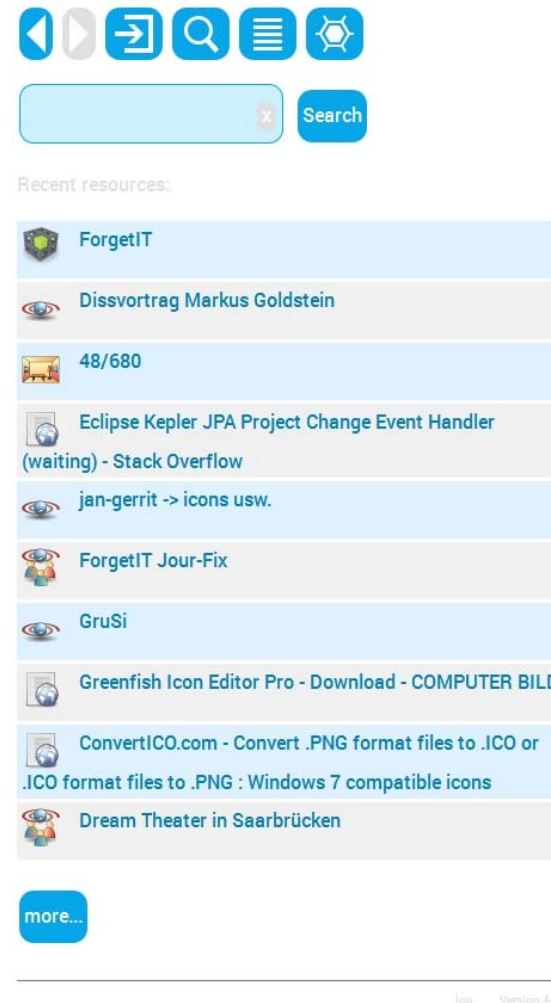 x
Search
Recent resources:
ForgetIT
Dissvortrag Markus Goldstein
48/680
Eclipse Kepler JPA Project Change Event Handler
(waiting) - Stack Overflow
jan-gerrit -> icons usw.
ForgetIT Jour-Fix
GruSi
Greenfish Icon Editor Pro - Download - COMPUTER BILD
ConvertICO.com - Convert .PNG format files to .ICO or
.ICO format files to .PNG : Windows 7 compatible icons
Dream Theater in Saarbrücken
more...
Version